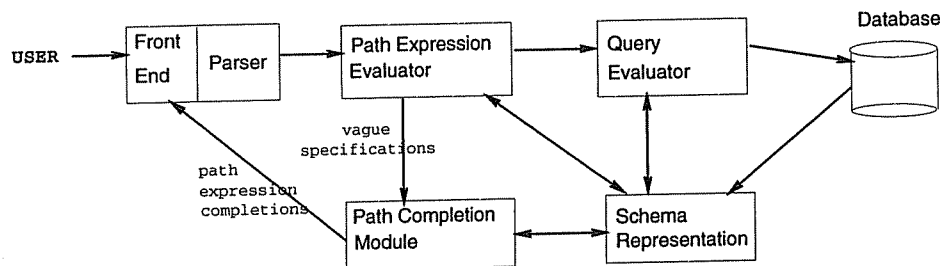 Database
USER
Front
End
Parser
Path Expression
Evaluator
Query
Evaluator
vague
specifications
path
expression
completions
Path Completion
Module
Schema
Representation